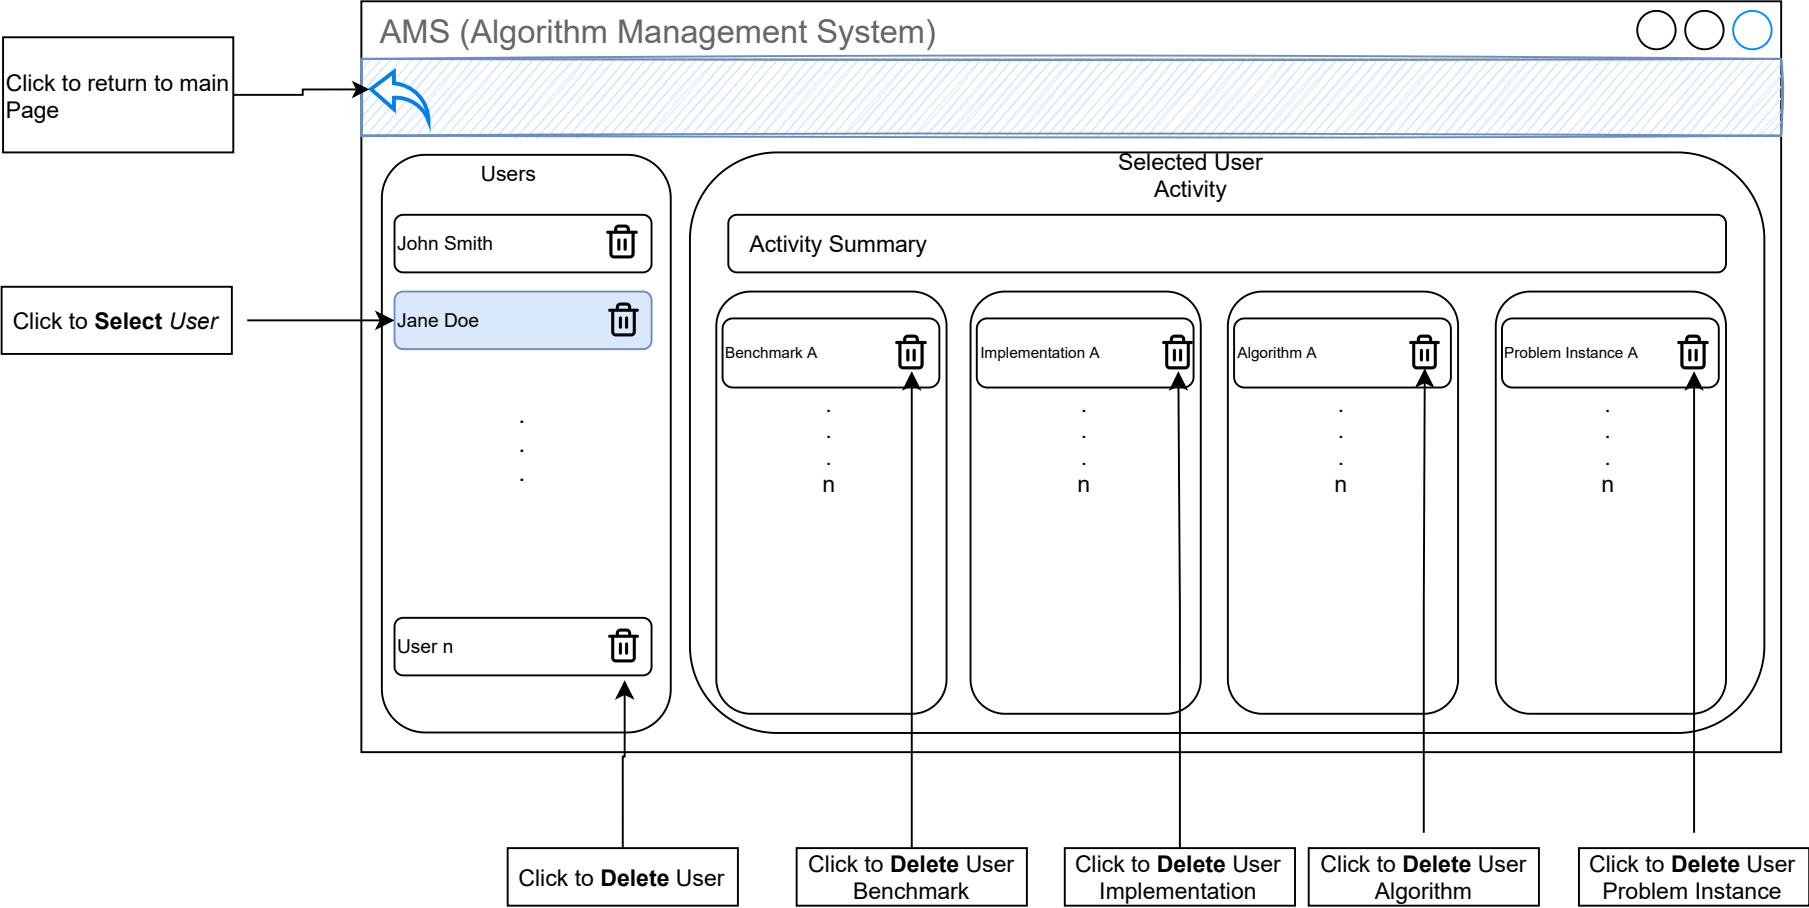 AMS (Algorithm Management System)
Click to return to main
Page
Users
Selected User
Activity
John Smith
Activity Summary
Click to Select User
Jane Doe
Benchmark A
Implementation A
Algorithm A
Problem Instance A
.
.
.
n
.
.
.
n
.
.
.
n
.
.
.
n
.
.
.
User n
Click to Delete User
Click to Delete User
Benchmark
Click to Delete User
Implementation
Click to Delete User
Algorithm
Click to Delete User
Problem Instance